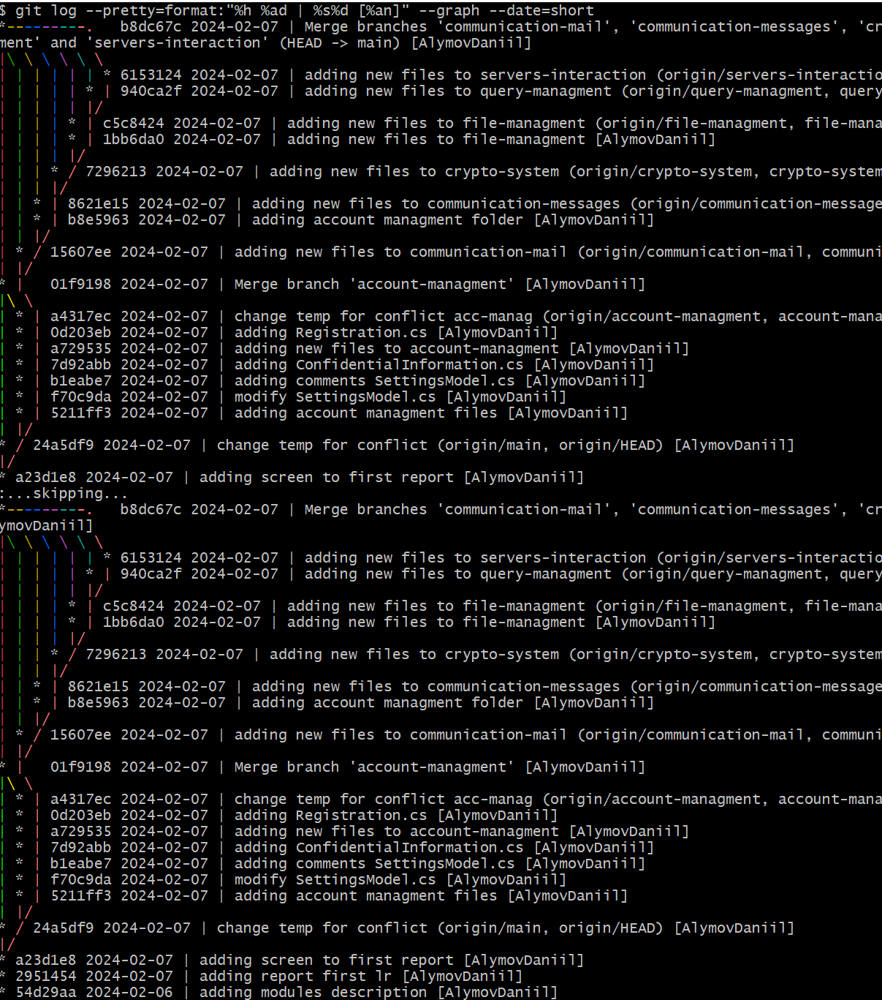 $ git log --pretty=format:"%h %ad | %s%d [%an]" --graph --date=short
*---------.   b8dc67c 2024-02-07 | Merge branches 'communication-mail', 'communication-messages', 'cr
ment' and 'servers-interaction' (HEAD -> main) [AlymovDaniil]
|\ \ \ \ \ \
| | | | | | * 6153124 2024-02-07 | adding new files to servers-interaction (origin/servers-interactio
| | | | | * | 940ca2f 2024-02-07 | adding new files to query-managment (origin/query-managment, query
| | | | | |/
| | | | * | c5c8424 2024-02-07 | adding new files to file-managment (origin/file-managment, file-mana
| | | | * | 1bb6da0 2024-02-07 | adding new files to file-managment [AlymovDaniil]
| | | | |/
| | | * / 7296213 2024-02-07 | adding new files to crypto-system (origin/crypto-system, crypto-system
| | | |/
| | * | 8621e15 2024-02-07 | adding new files to communication-messages (origin/communication-message
| | * | b8e5963 2024-02-07 | adding account managment folder [AlymovDaniil]
| | |/
| * / 15607ee 2024-02-07 | adding new files to communication-mail (origin/communication-mail, communi
| |/
* |   01f9198 2024-02-07 | Merge branch 'account-managment' [AlymovDaniil]
|\ \
| * | a4317ec 2024-02-07 | change temp for conflict acc-manag (origin/account-managment, account-mana
| * | 0d203eb 2024-02-07 | adding Registration.cs [AlymovDaniil]
| * | a729535 2024-02-07 | adding new files to account-managment [AlymovDaniil]
| * | 7d92abb 2024-02-07 | adding ConfidentialInformation.cs [AlymovDaniil]
| * | b1eabe7 2024-02-07 | adding comments SettingsModel.cs [AlymovDaniil]
| * | f70c9da 2024-02-07 | modify SettingsModel.cs [AlymovDaniil]
| * | 5211ff3 2024-02-07 | adding account managment files [AlymovDaniil]
| |/
* / 24a5df9 2024-02-07 | change temp for conflict (origin/main, origin/HEAD) [AlymovDaniil]
|/
* a23d1e8 2024-02-07 | adding screen to first report [AlymovDaniil]
:...skipping...
*---------.   b8dc67c 2024-02-07 | Merge branches 'communication-mail', 'communication-messages', 'cr
ymovDaniil]
|\ \ \ \ \ \
| | | | | | * 6153124 2024-02-07 | adding new files to servers-interaction (origin/servers-interactio
| | | | | * | 940ca2f 2024-02-07 | adding new files to query-managment (origin/query-managment, query
| | | | | |/
| | | | * | c5c8424 2024-02-07 | adding new files to file-managment (origin/file-managment, file-mana
| | | | * | 1bb6da0 2024-02-07 | adding new files to file-managment [AlymovDaniil]
| | | | |/
| | | * / 7296213 2024-02-07 | adding new files to crypto-system (origin/crypto-system, crypto-system
| | | |/
| | * | 8621e15 2024-02-07 | adding new files to communication-messages (origin/communication-message
| | * | b8e5963 2024-02-07 | adding account managment folder [AlymovDaniil]
| | |/
| * / 15607ee 2024-02-07 | adding new files to communication-mail (origin/communication-mail, communi
| |/
* |   01f9198 2024-02-07 | Merge branch 'account-managment' [AlymovDaniil]
|\ \
| * | a4317ec 2024-02-07 | change temp for conflict acc-manag (origin/account-managment, account-mana
| * | 0d203eb 2024-02-07 | adding Registration.cs [AlymovDaniil]
| * | a729535 2024-02-07 | adding new files to account-managment [AlymovDaniil]
| * | 7d92abb 2024-02-07 | adding ConfidentialInformation.cs [AlymovDaniil]
| * | b1eabe7 2024-02-07 | adding comments SettingsModel.cs [AlymovDaniil]
| * | f70c9da 2024-02-07 | modify SettingsModel.cs [AlymovDaniil]
| * | 5211ff3 2024-02-07 | adding account managment files [AlymovDaniil]
| |/
* / 24a5df9 2024-02-07 | change temp for conflict (origin/main, origin/HEAD) [AlymovDaniil]
|/
* a23d1e8 2024-02-07 | adding screen to first report [AlymovDaniil]
* 2951454 2024-02-07 | adding report first lr [AlymovDaniil]
* 54d29aa 2024-02-06 | adding modules description [AlymovDaniil]